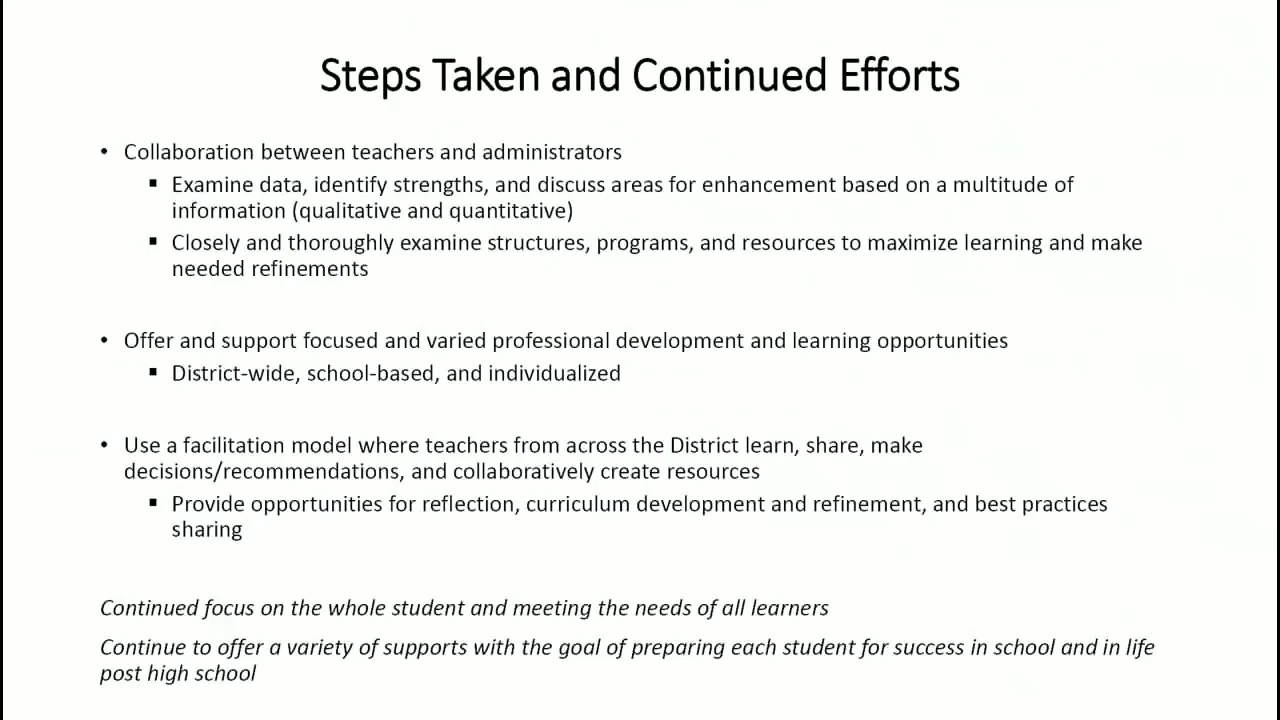 Steps Taken and Continued Efforts
• Collaboration between teachers and administrators
▪ Examine data, identify strengths, and discuss areas for enhancement based on a multitude of
information (qualitative and quantitative)
▪ Closely and thoroughly examine structures, programs, and resources to maximize learning and make
needed refinements
• Offer and support focused and varied professional development and learning opportunities
▪ District-wide, school-based, and individualized
• Use a facilitation model where teachers from across the District learn, share, make
decisions/recommendations, and collaboratively create resources
▪ Provide opportunities for reflection, curriculum development and refinement, and best practices
sharing
Continued focus on the whole student and meeting the needs of all learners
Continue to offer a variety of supports with the goal of preparing each student for success in school and in life
post high school